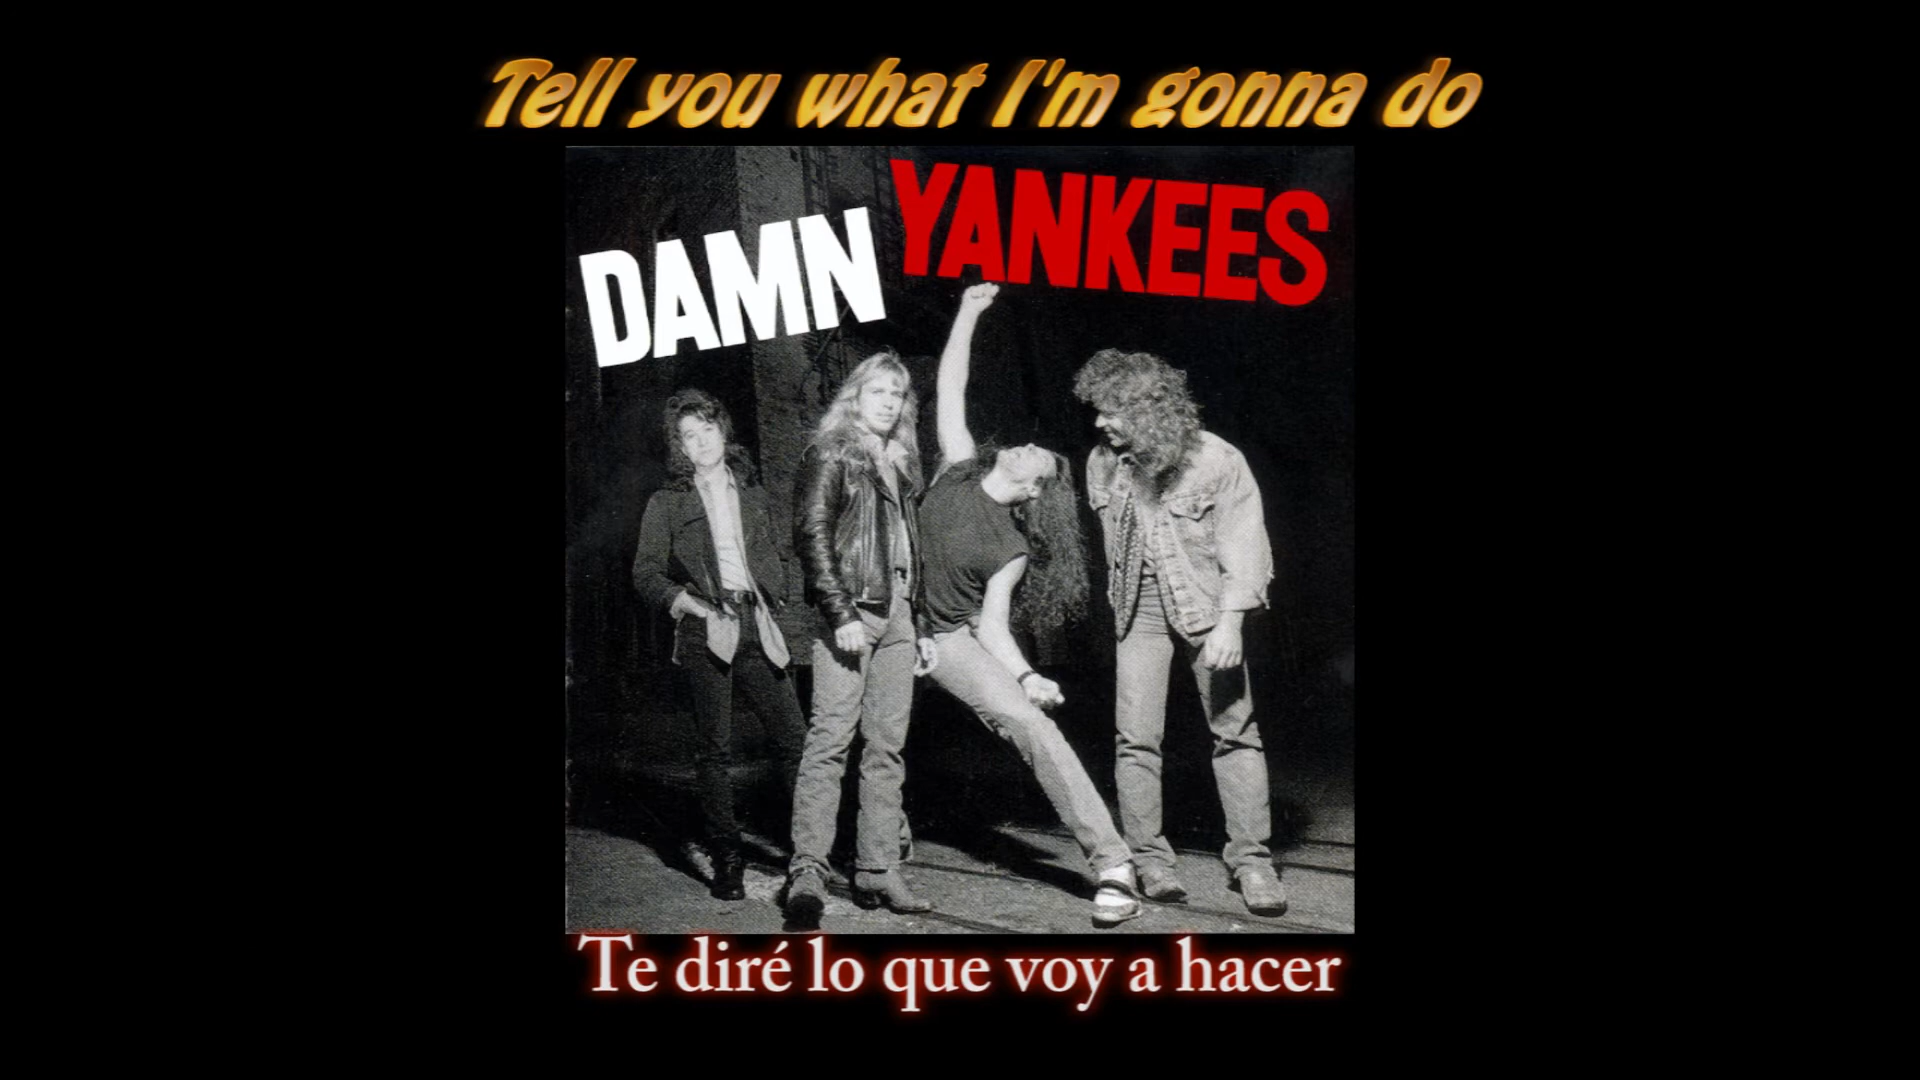 Tell you what I'm gonna do
DAMN YANKEES
Te diré lo que voy a hacer